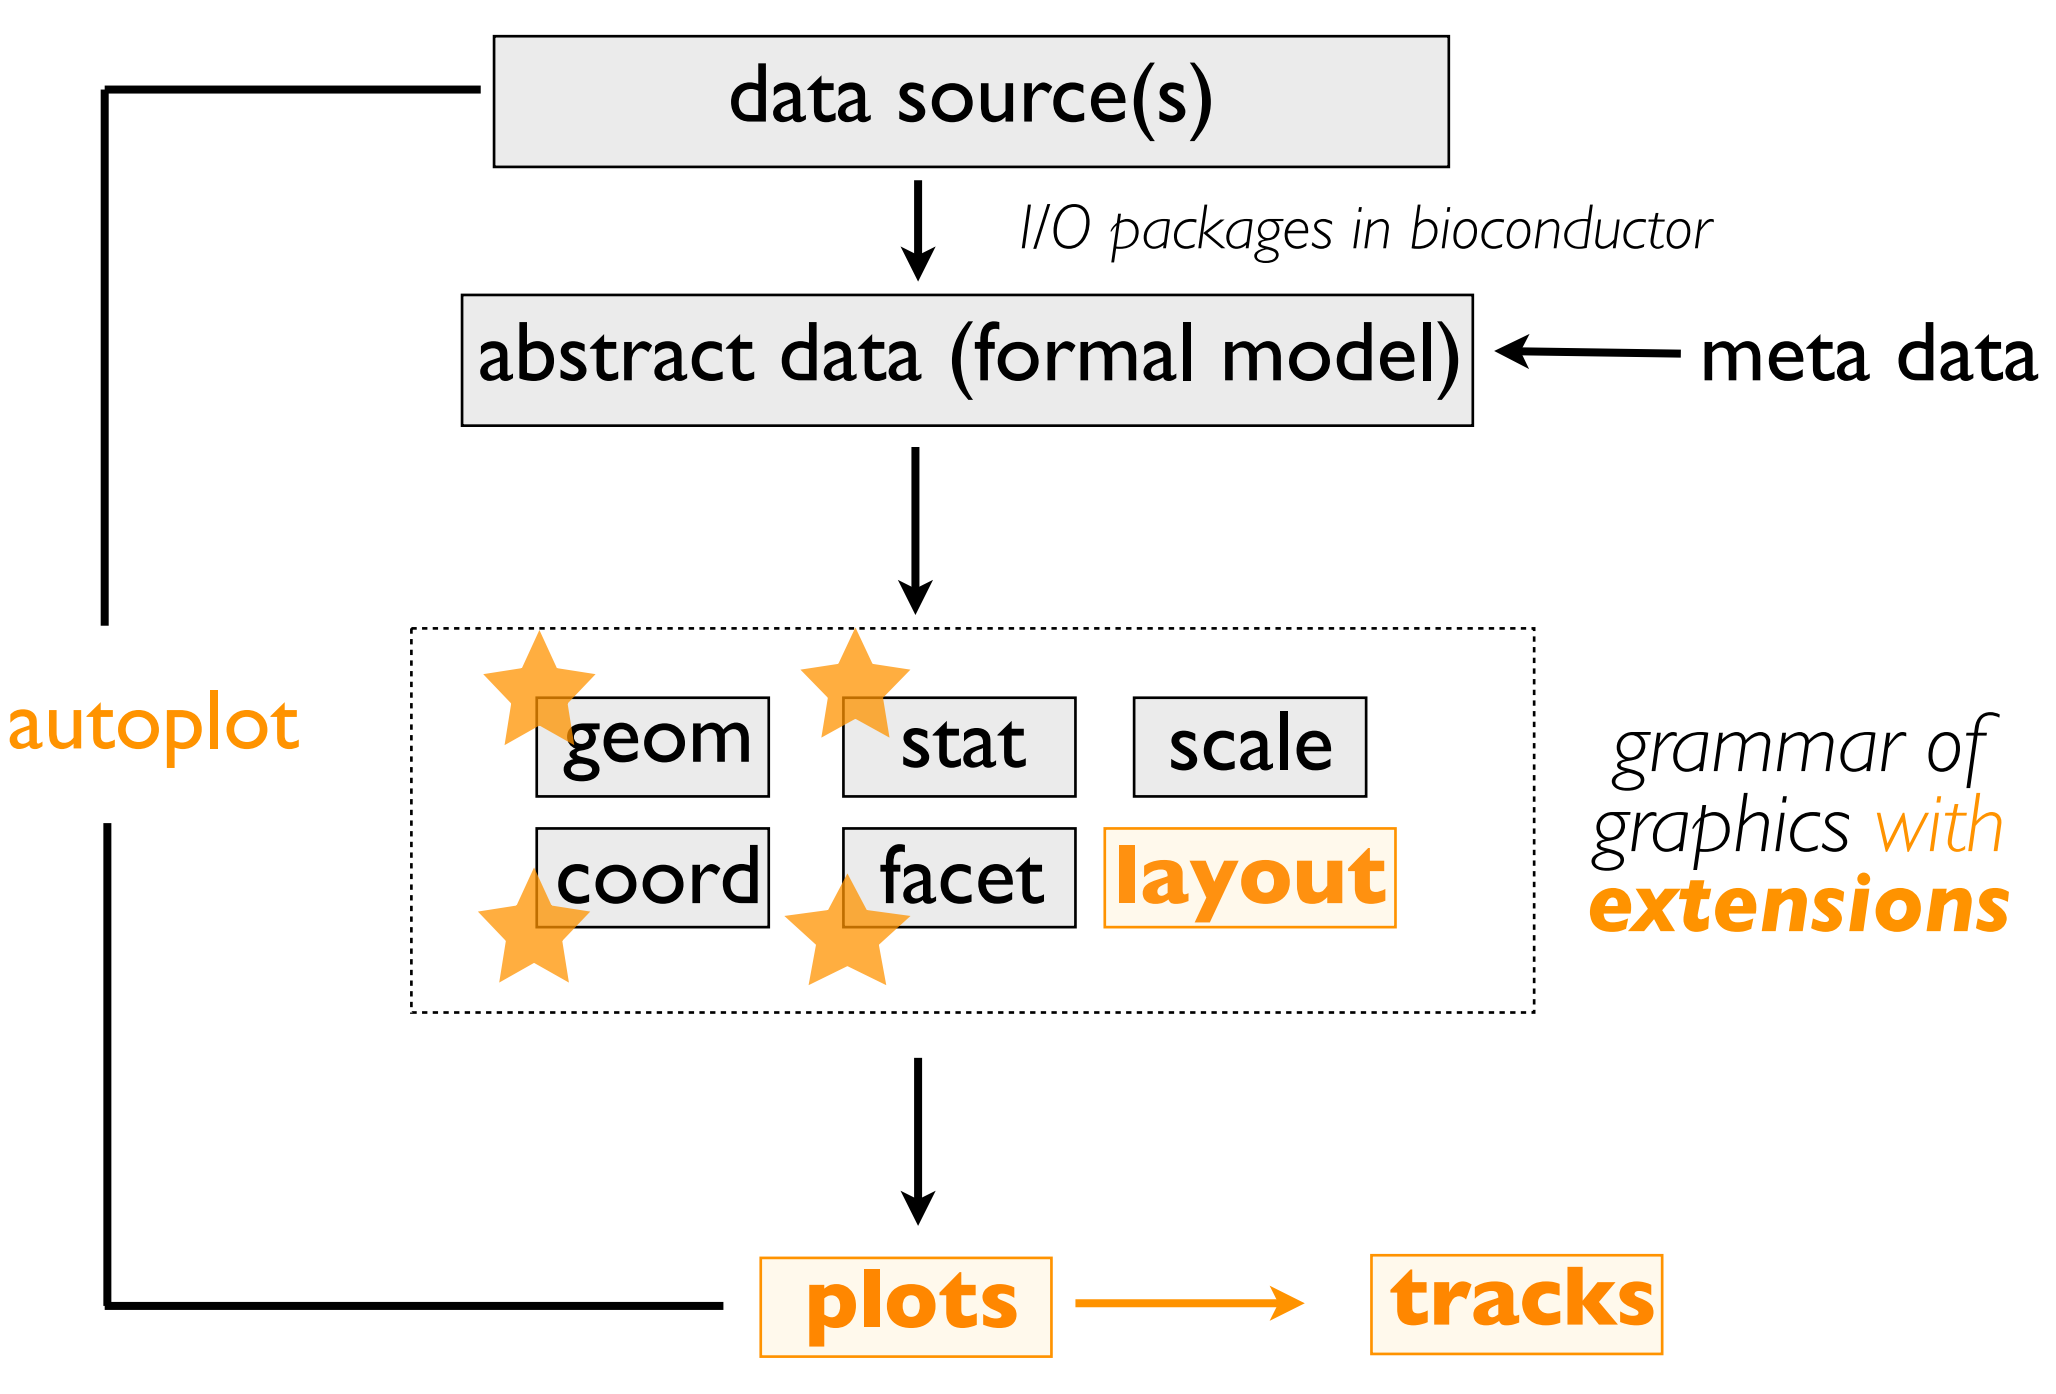 data source(s)
I/O packages in bioconductor
abstract data (formal model)
meta data
autoplot
geom
stat
scale
coord
facet
layout
grammar of
graphics with
extensions
plots
tracks